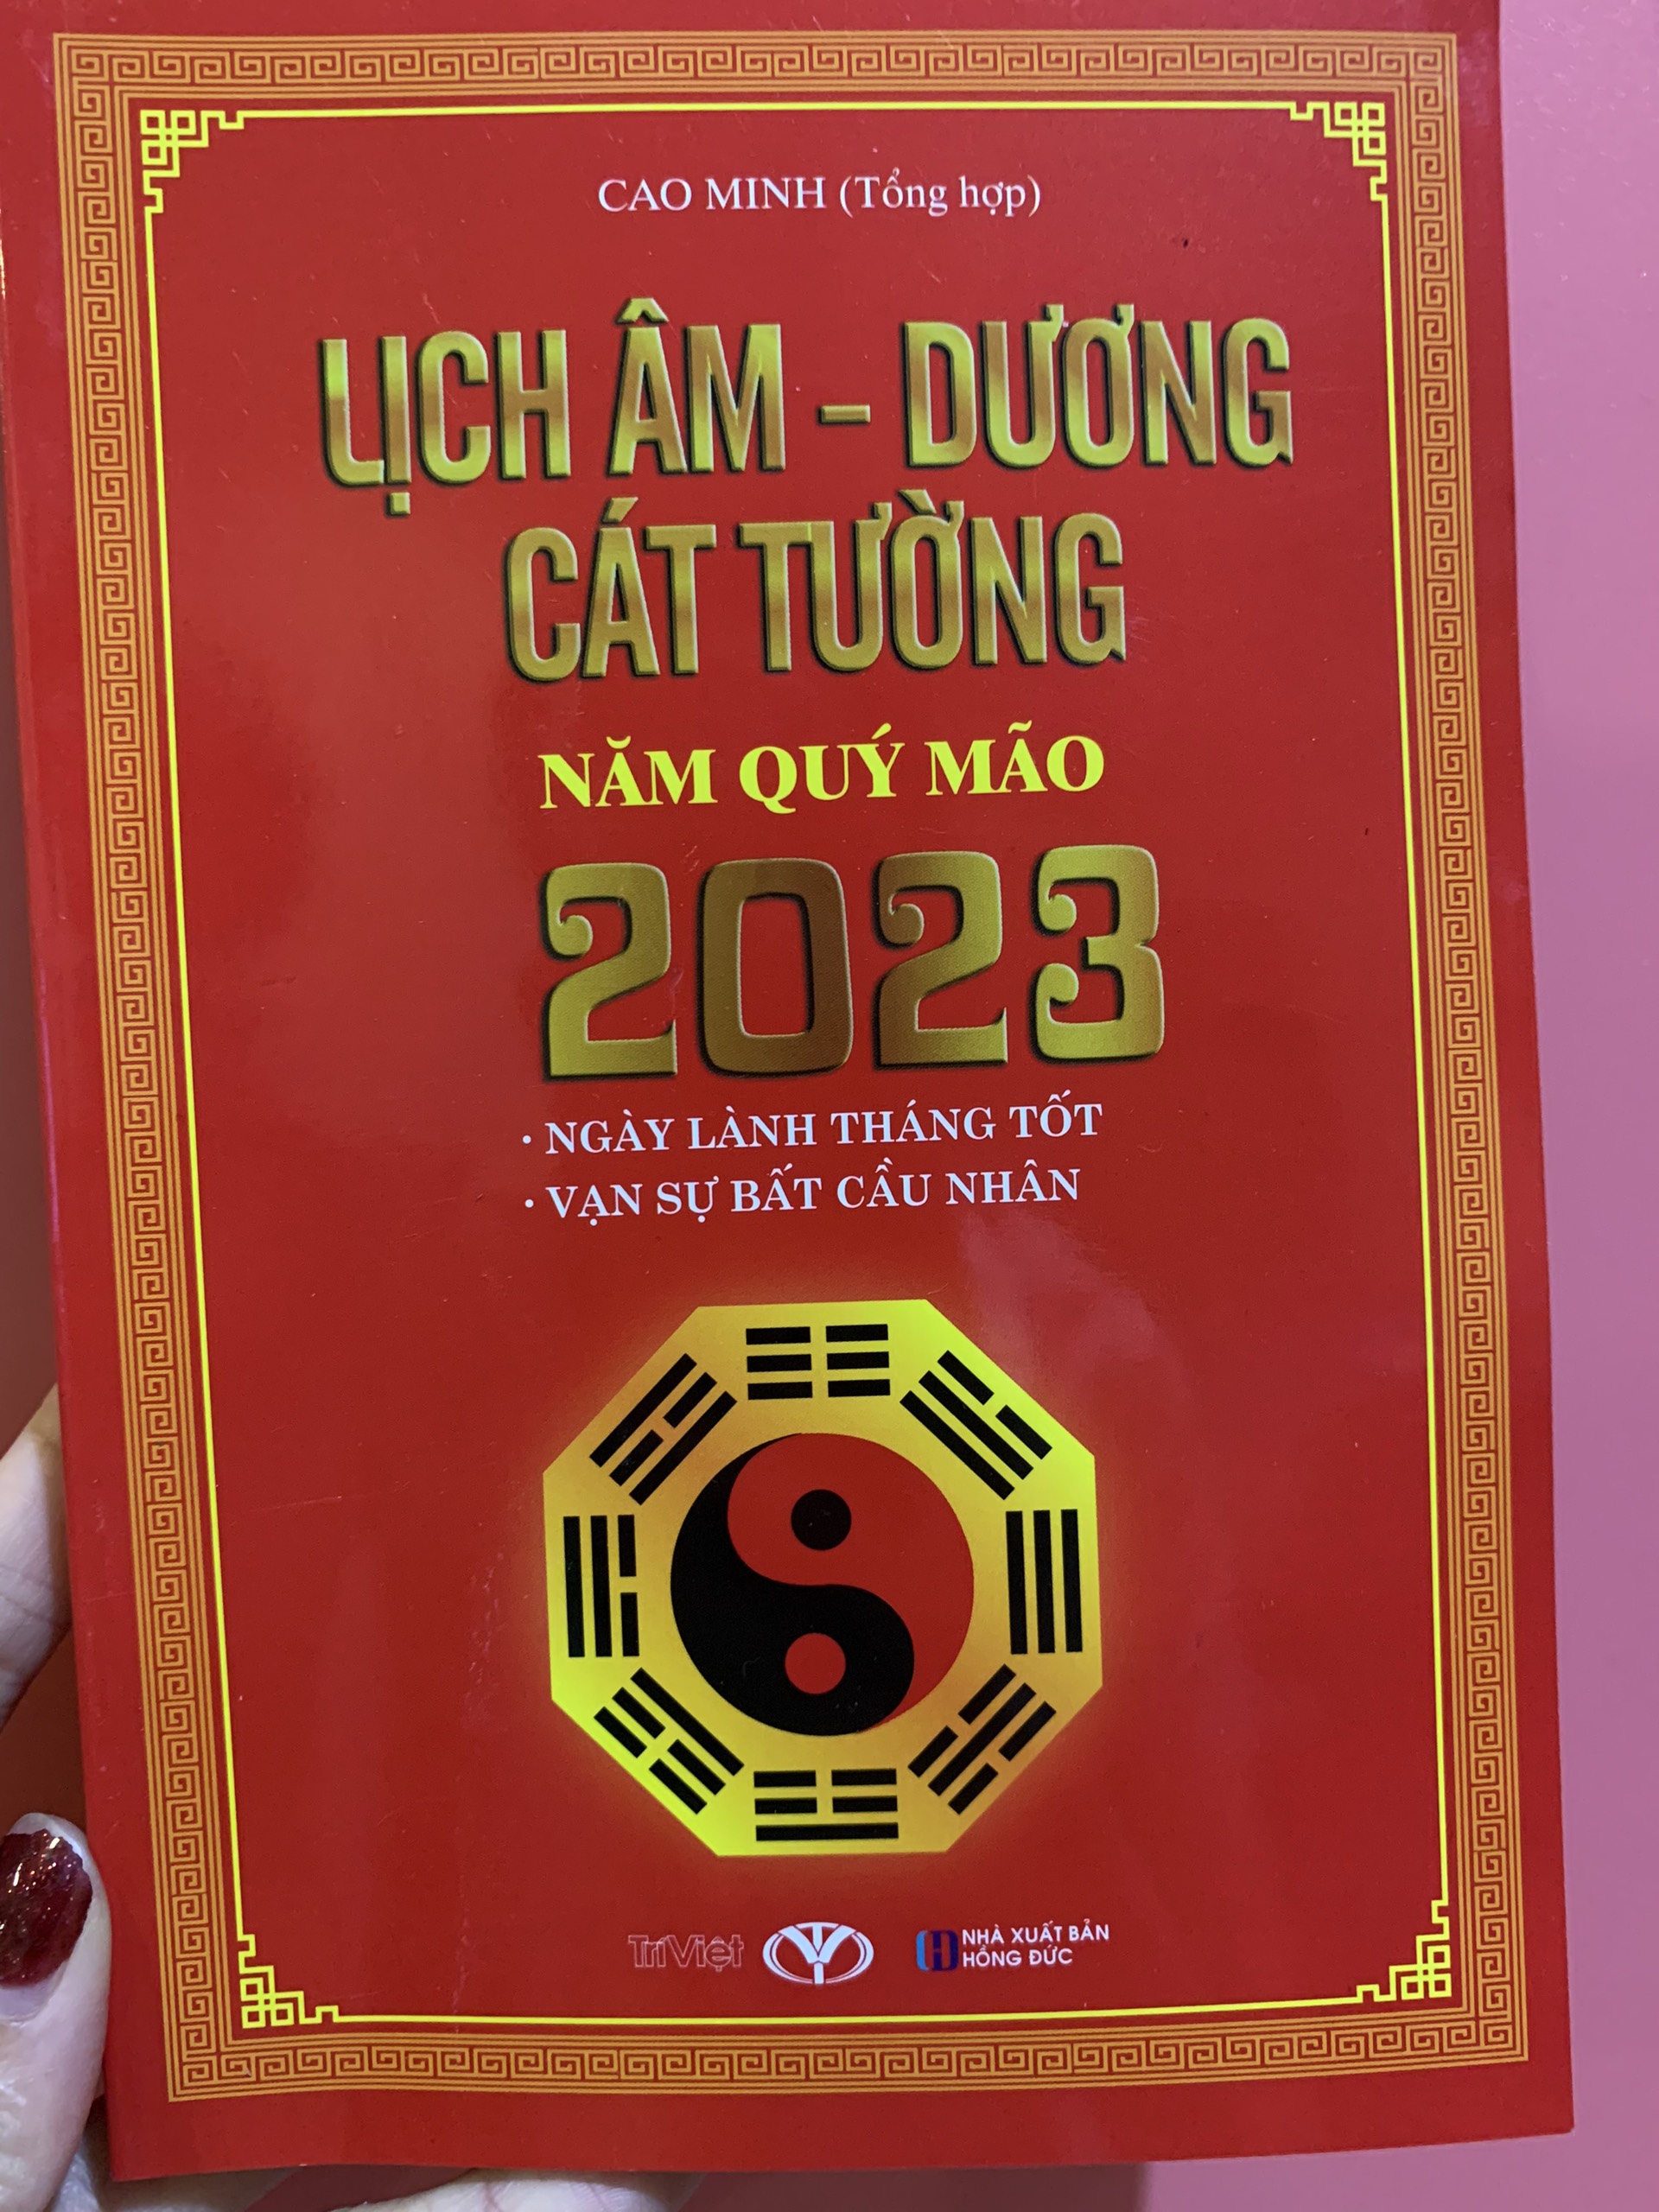 CAO MINH (Tổng hợp)
LỊCH ÂM - DƯƠNG
CÁT TƯỜNG
NĂM QUÝ MÃO
2023
· NGÀY LÀNH THÁNG TỐT
· VẠN SỰ BẤT CẦU NHÂN
TríViệt
NHÀ XUẤT BẢN
HỒNG ĐỨC